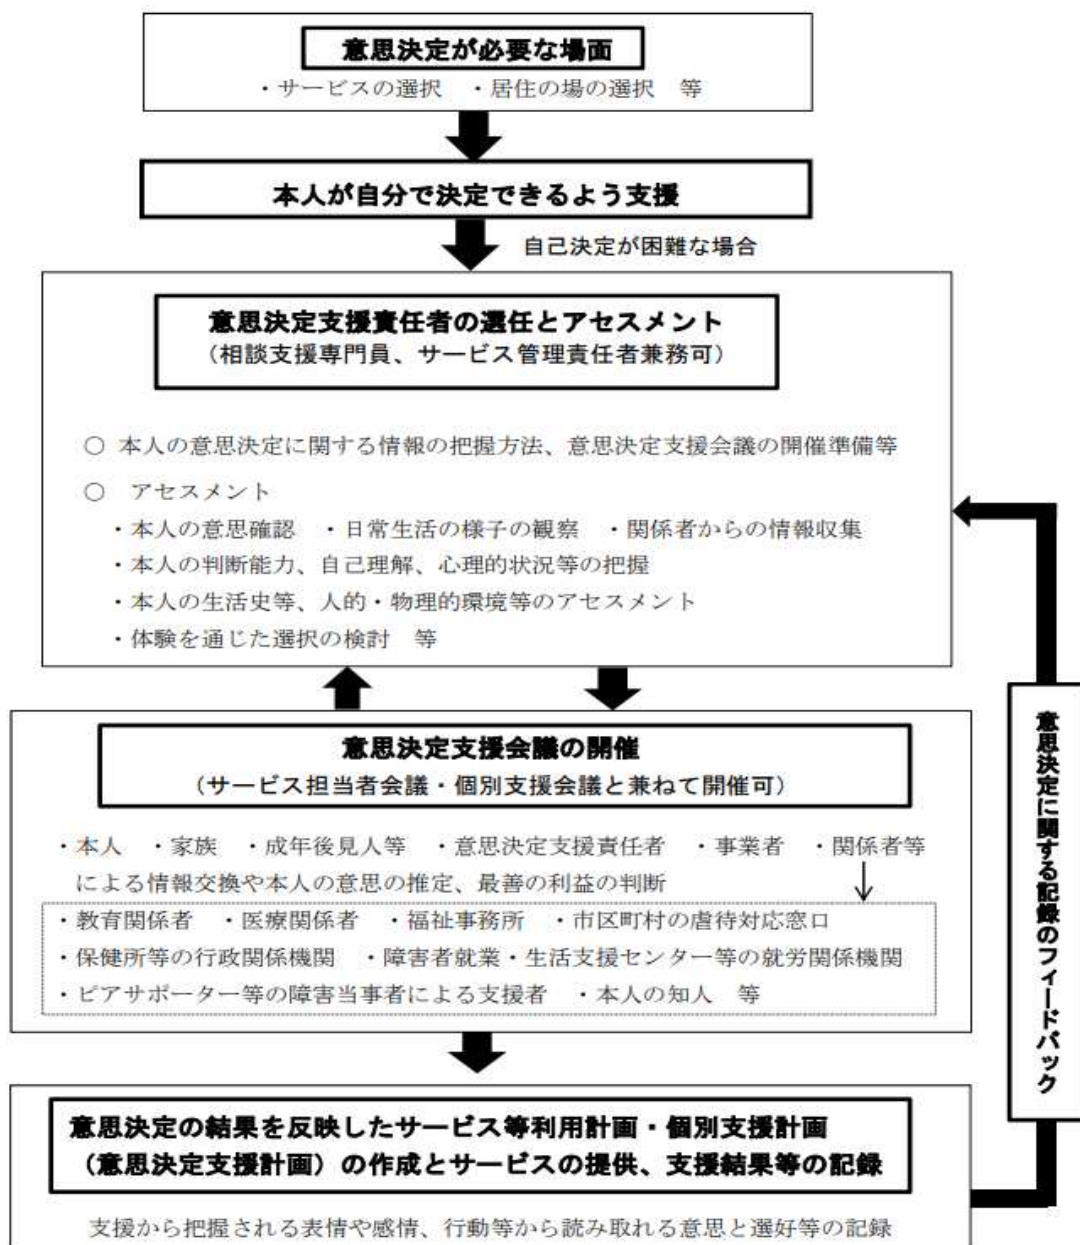 意思決定が必要な場面
・サービスの選択　・居住の場の選択　等
本人が自分で決定できるよう支援
自己決定が困難な場合
意思決定支援責任者の選任とアセスメント
（相談支援専門員、サービス管理責任者兼務可）
○ 本人の意思決定に関する情報の把握方法、意思決定支援会議の開催準備等
○　アセスメント
・本人の意思確認　・日常生活の様子の観察　・関係者からの情報収集
・本人の判断能力、自己理解、心理的状況等の把握
・本人の生活史等、人的・物理的環境等のアセスメント
・体験を通じた選択の検討　等
意思決定支援会議の開催
（サービス担当者会議・個別支援会議と兼ねて開催可）
・本人　・家族　・成年後見人等　・意思決定支援責任者　・事業者　・関係者等
による情報交換や本人の意思の推定、最善の利益の判断
・教育関係者　・医療関係者　・福祉事務所　・市区町村の虐待対応窓口
・保健所等の行政関係機関　・障害者就業・生活支援センター等の就労関係機関
・ピアサポーター等の障害当事者による支援者　・本人の知人　等
意思決定の結果を反映したサービス等利用計画・個別支援計画
（意思決定支援計画）の作成とサービスの提供、支援結果等の記録
支援から把握される表情や感情、行動等から読み取れる意思と選好等の記録
意思決定に関する記録のフィードバック